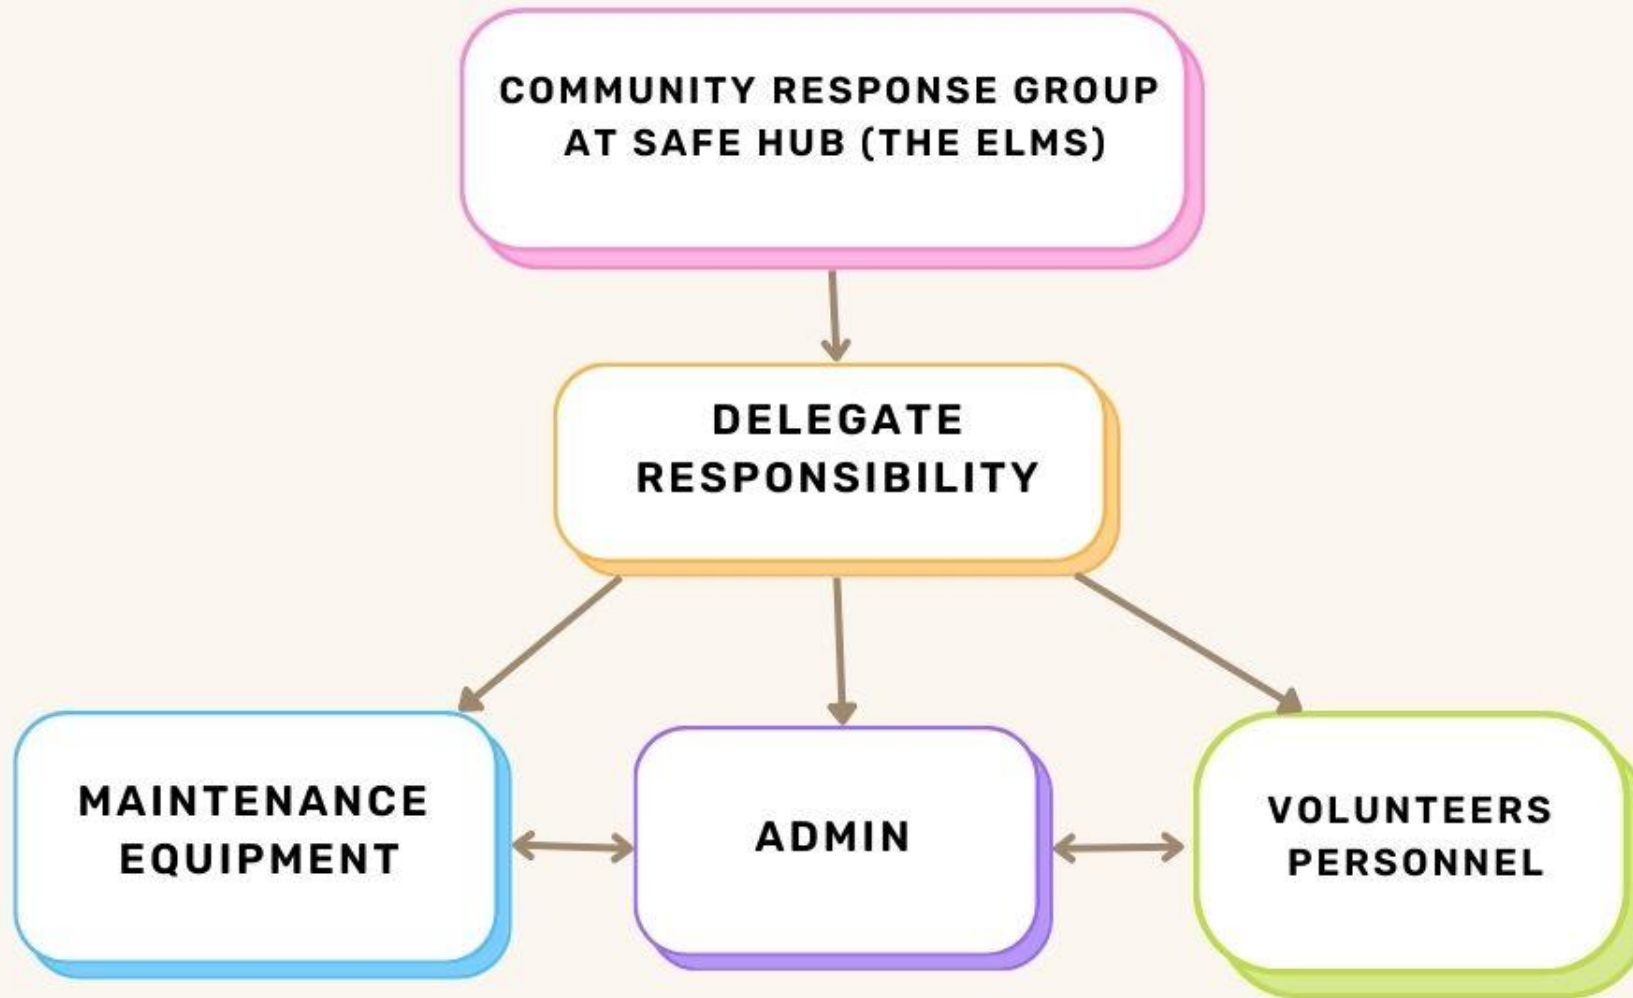 COMMUNITY RESPONSE GROUP
AT SAFE HUB (THE ELMS)
DELEGATE
RESPONSIBILITY
MAINTENANCE
EQUIPMENT
ADMIN
VOLUNTEERS
PERSONNEL